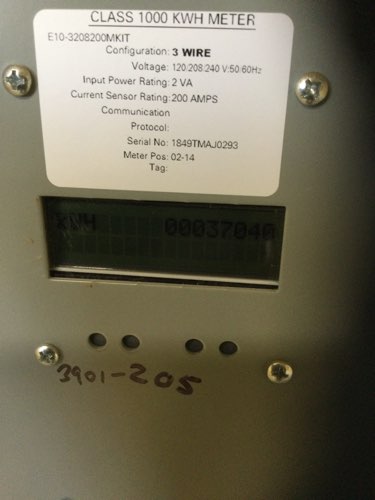 CLASS 1000 KWH METER
E10-3208200MKIT
Configuration: 3 WIRE
Voltage: 120/208:240 V:50/60Hz
Input Power Rating: 2 VA
Current Sensor Rating: 200 AMPS
Communication
Protocol:
Serial No: 1849TMAJ0293
Meter Pos: 02-14
Tag:
kWH 00037040
3901-205